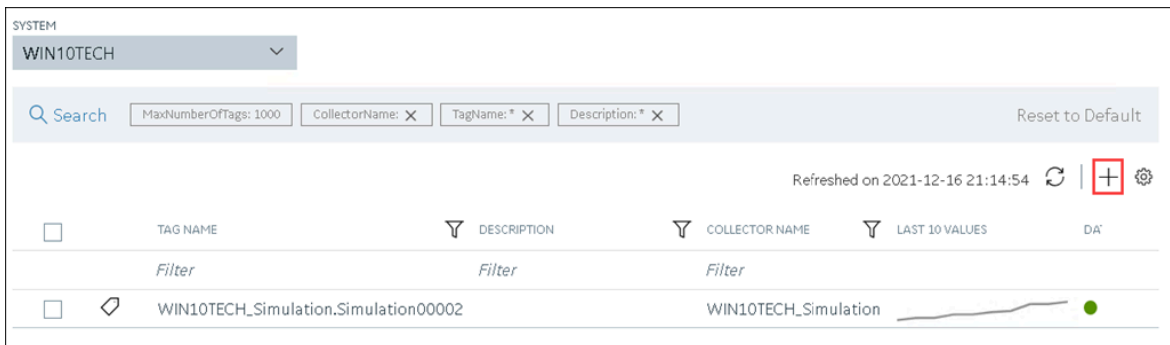 SYSTEM
WIN10TECH
Search MaxNumberOfTags: 1000 CollectorName: TagName: * Description: * Reset to Default
Refreshed on 2021-12-16 21:14:54
TAG NAME DESCRIPTION COLLECTOR NAME LAST 10 VALUES DAT
Filter Filter Filter
WIN10TECH_Simulation.Simulation00002 WIN10TECH_Simulation